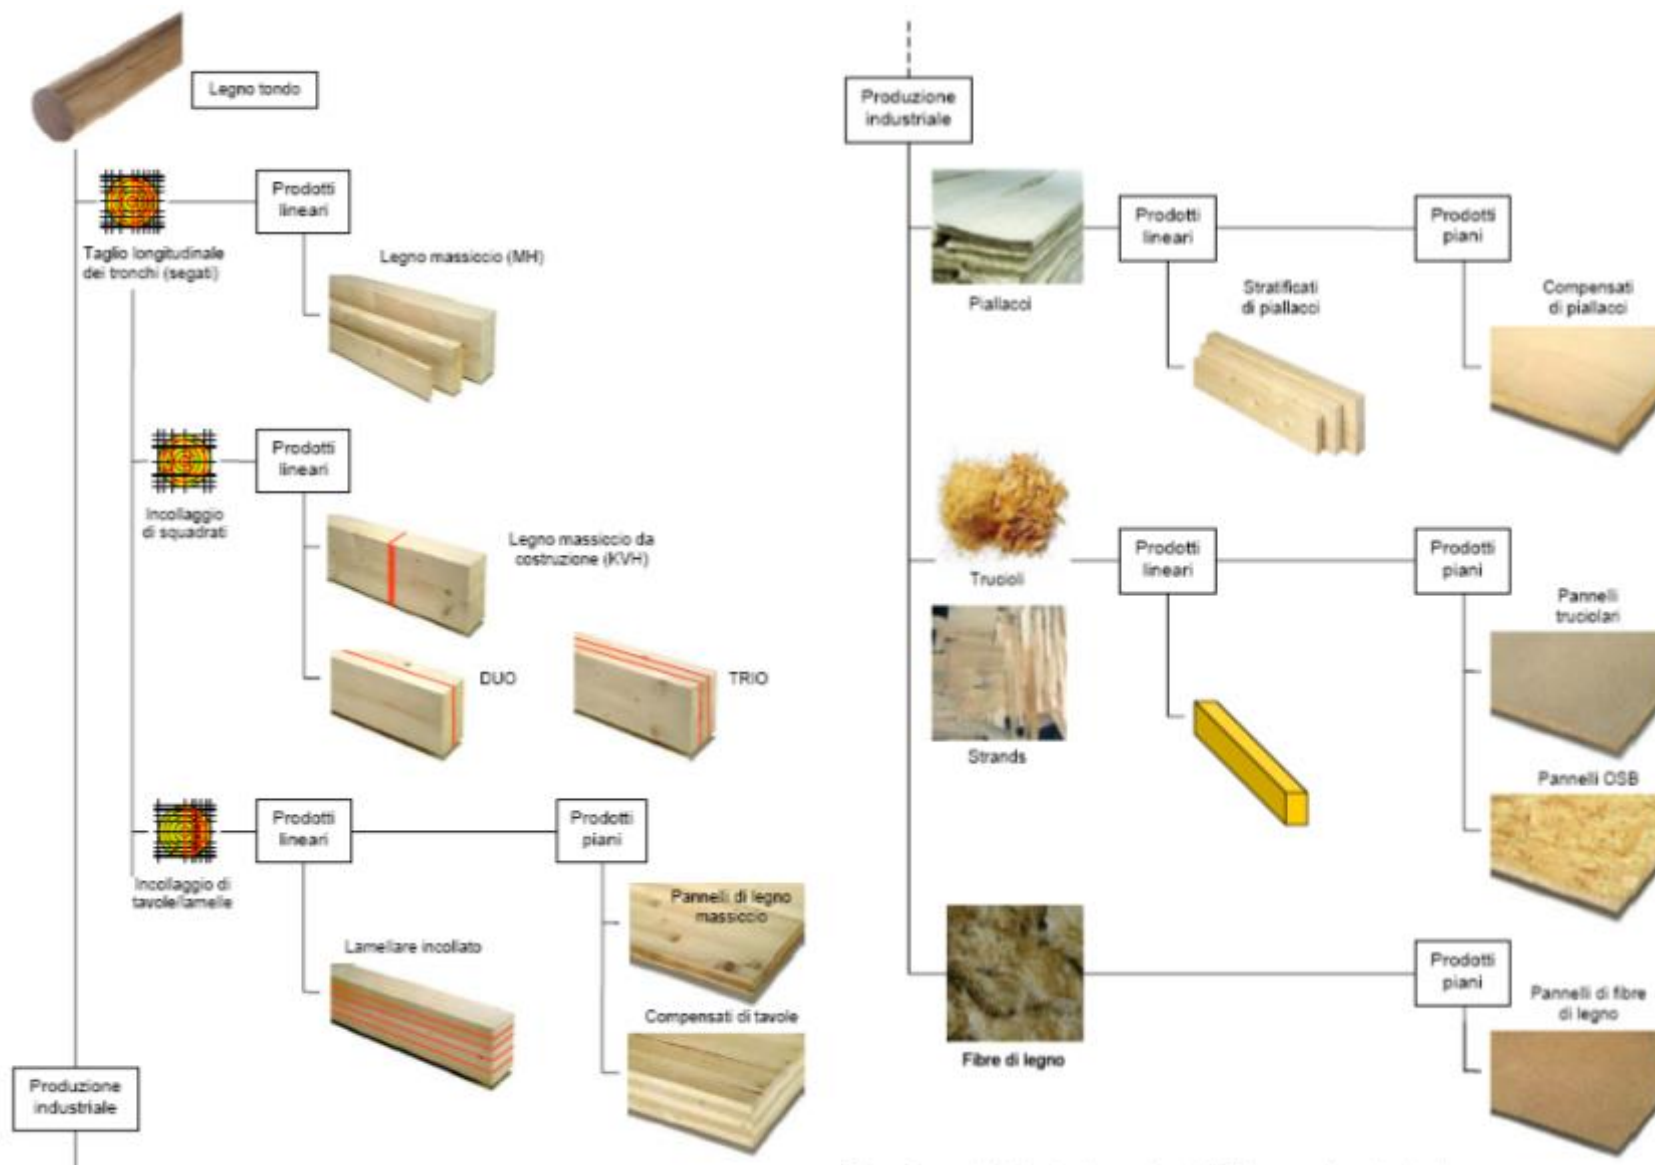 Legno tondo
Prodotti
lineari
Taglio longitudinale
dei tronchi (segati)
Legno massiccio (MH)
Prodotti
lineari
Incollaggio
di squadrati
Legno massiccio da
costruzione (KVH)
DUO
TRIO
Prodotti
lineari
Prodotti
piani
Incollaggio di
tavole/lamelle
Pannelli di legno
massiccio
Lamellare incollato
Compensati di tavole
Produzione
industriale
Produzione
industriale
Prodotti
lineari
Prodotti
piani
Piallacci
Stratificati
di piallacci
Compensati
di piallacci
Prodotti
lineari
Prodotti
piani
Trucioli
Pannelli
truciolari
Strands
Pannelli OSB
Prodotti
piani
Pannelli di fibre
di legno
Fibre di legno